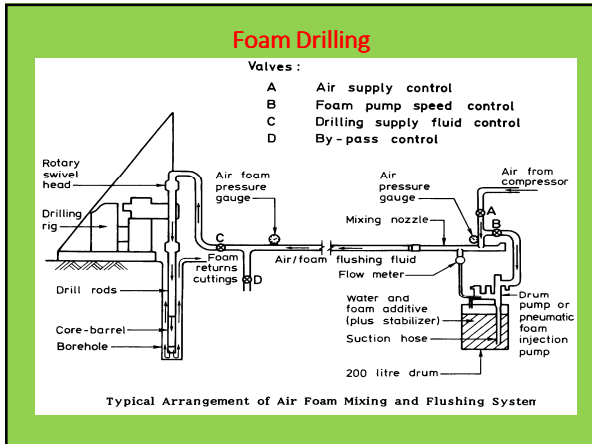 Foam Drilling
Valves :
A Air supply control
B Foam pump speed control
C Drilling supply fluid control
D By-pass control
Rotary
swivel
head
Drilling
rig
Air foam
pressure
gauge
Air
pressure
gauge
Air from
compressor
A
B
Mixing nozzle
C
Foam
returns
cuttings
D
Air/foam flushing fluid
Flow meter
Drill rods
Core-barrel
Borehole
Water and
foam additive
(plus stabilizer)
Suction hose
200 litre drum
Drum
pump or
pneumatic
foam
injection
pump
Typical Arrangement of Air Foam Mixing and Flushing System